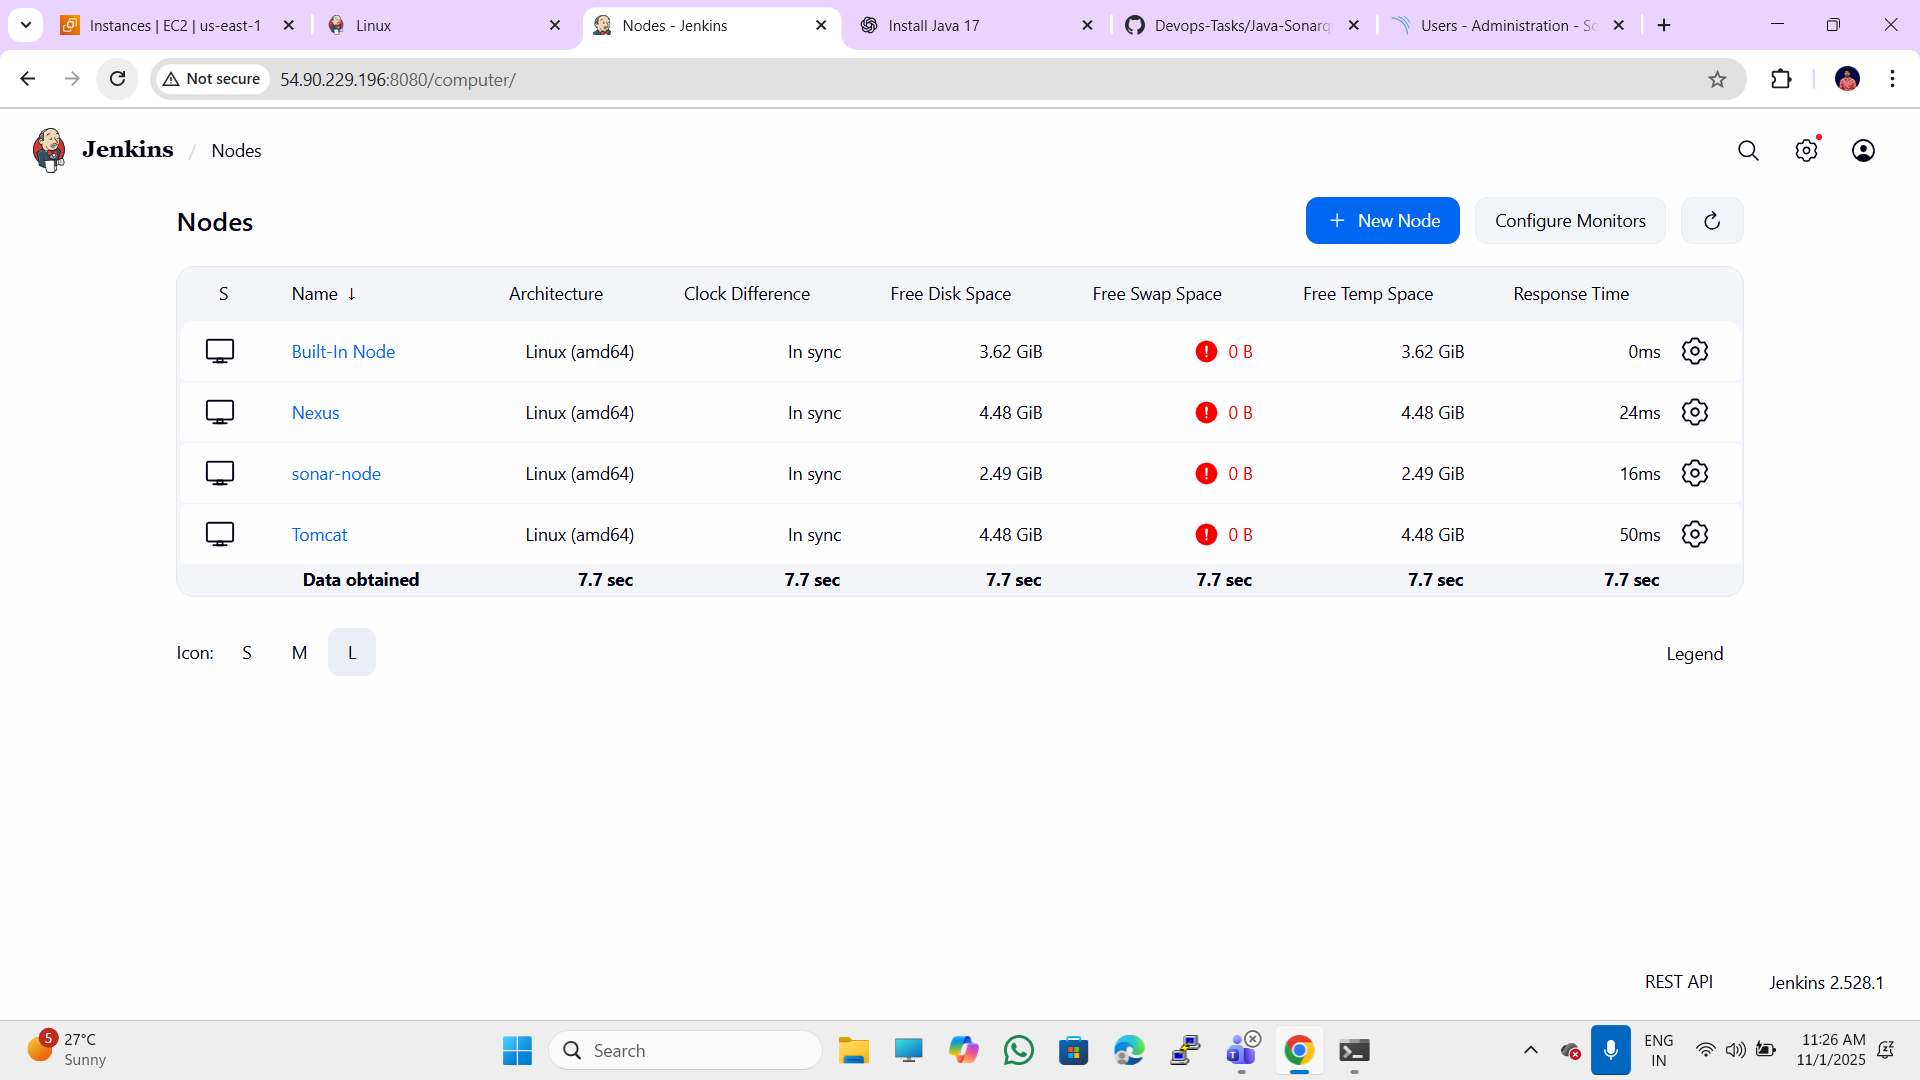 Instances | EC2 | us-east-1
Linux
Nodes - Jenkins
Install Java 17
Devops-Tasks/Java-Sonarq
Users - Administration - So
Not secure
54.90.229.196:8080/computer/
Jenkins / Nodes
Nodes
+ New Node
Configure Monitors
S Name ↓ Architecture Clock Difference Free Disk Space Free Swap Space Free Temp Space Response Time
Built-In Node Linux (amd64) In sync 3.62 GiB 0 B 3.62 GiB 0ms
Nexus Linux (amd64) In sync 4.48 GiB 0 B 4.48 GiB 24ms
sonar-node Linux (amd64) In sync 2.49 GiB 0 B 2.49 GiB 16ms
Tomcat Linux (amd64) In sync 4.48 GiB 0 B 4.48 GiB 50ms
Data obtained 7.7 sec 7.7 sec 7.7 sec 7.7 sec 7.7 sec 7.7 sec
Icon: S M L
Legend
REST API
Jenkins 2.528.1
5
27°C
Sunny
Search
ENG
IN
11:26 AM
11/1/2025